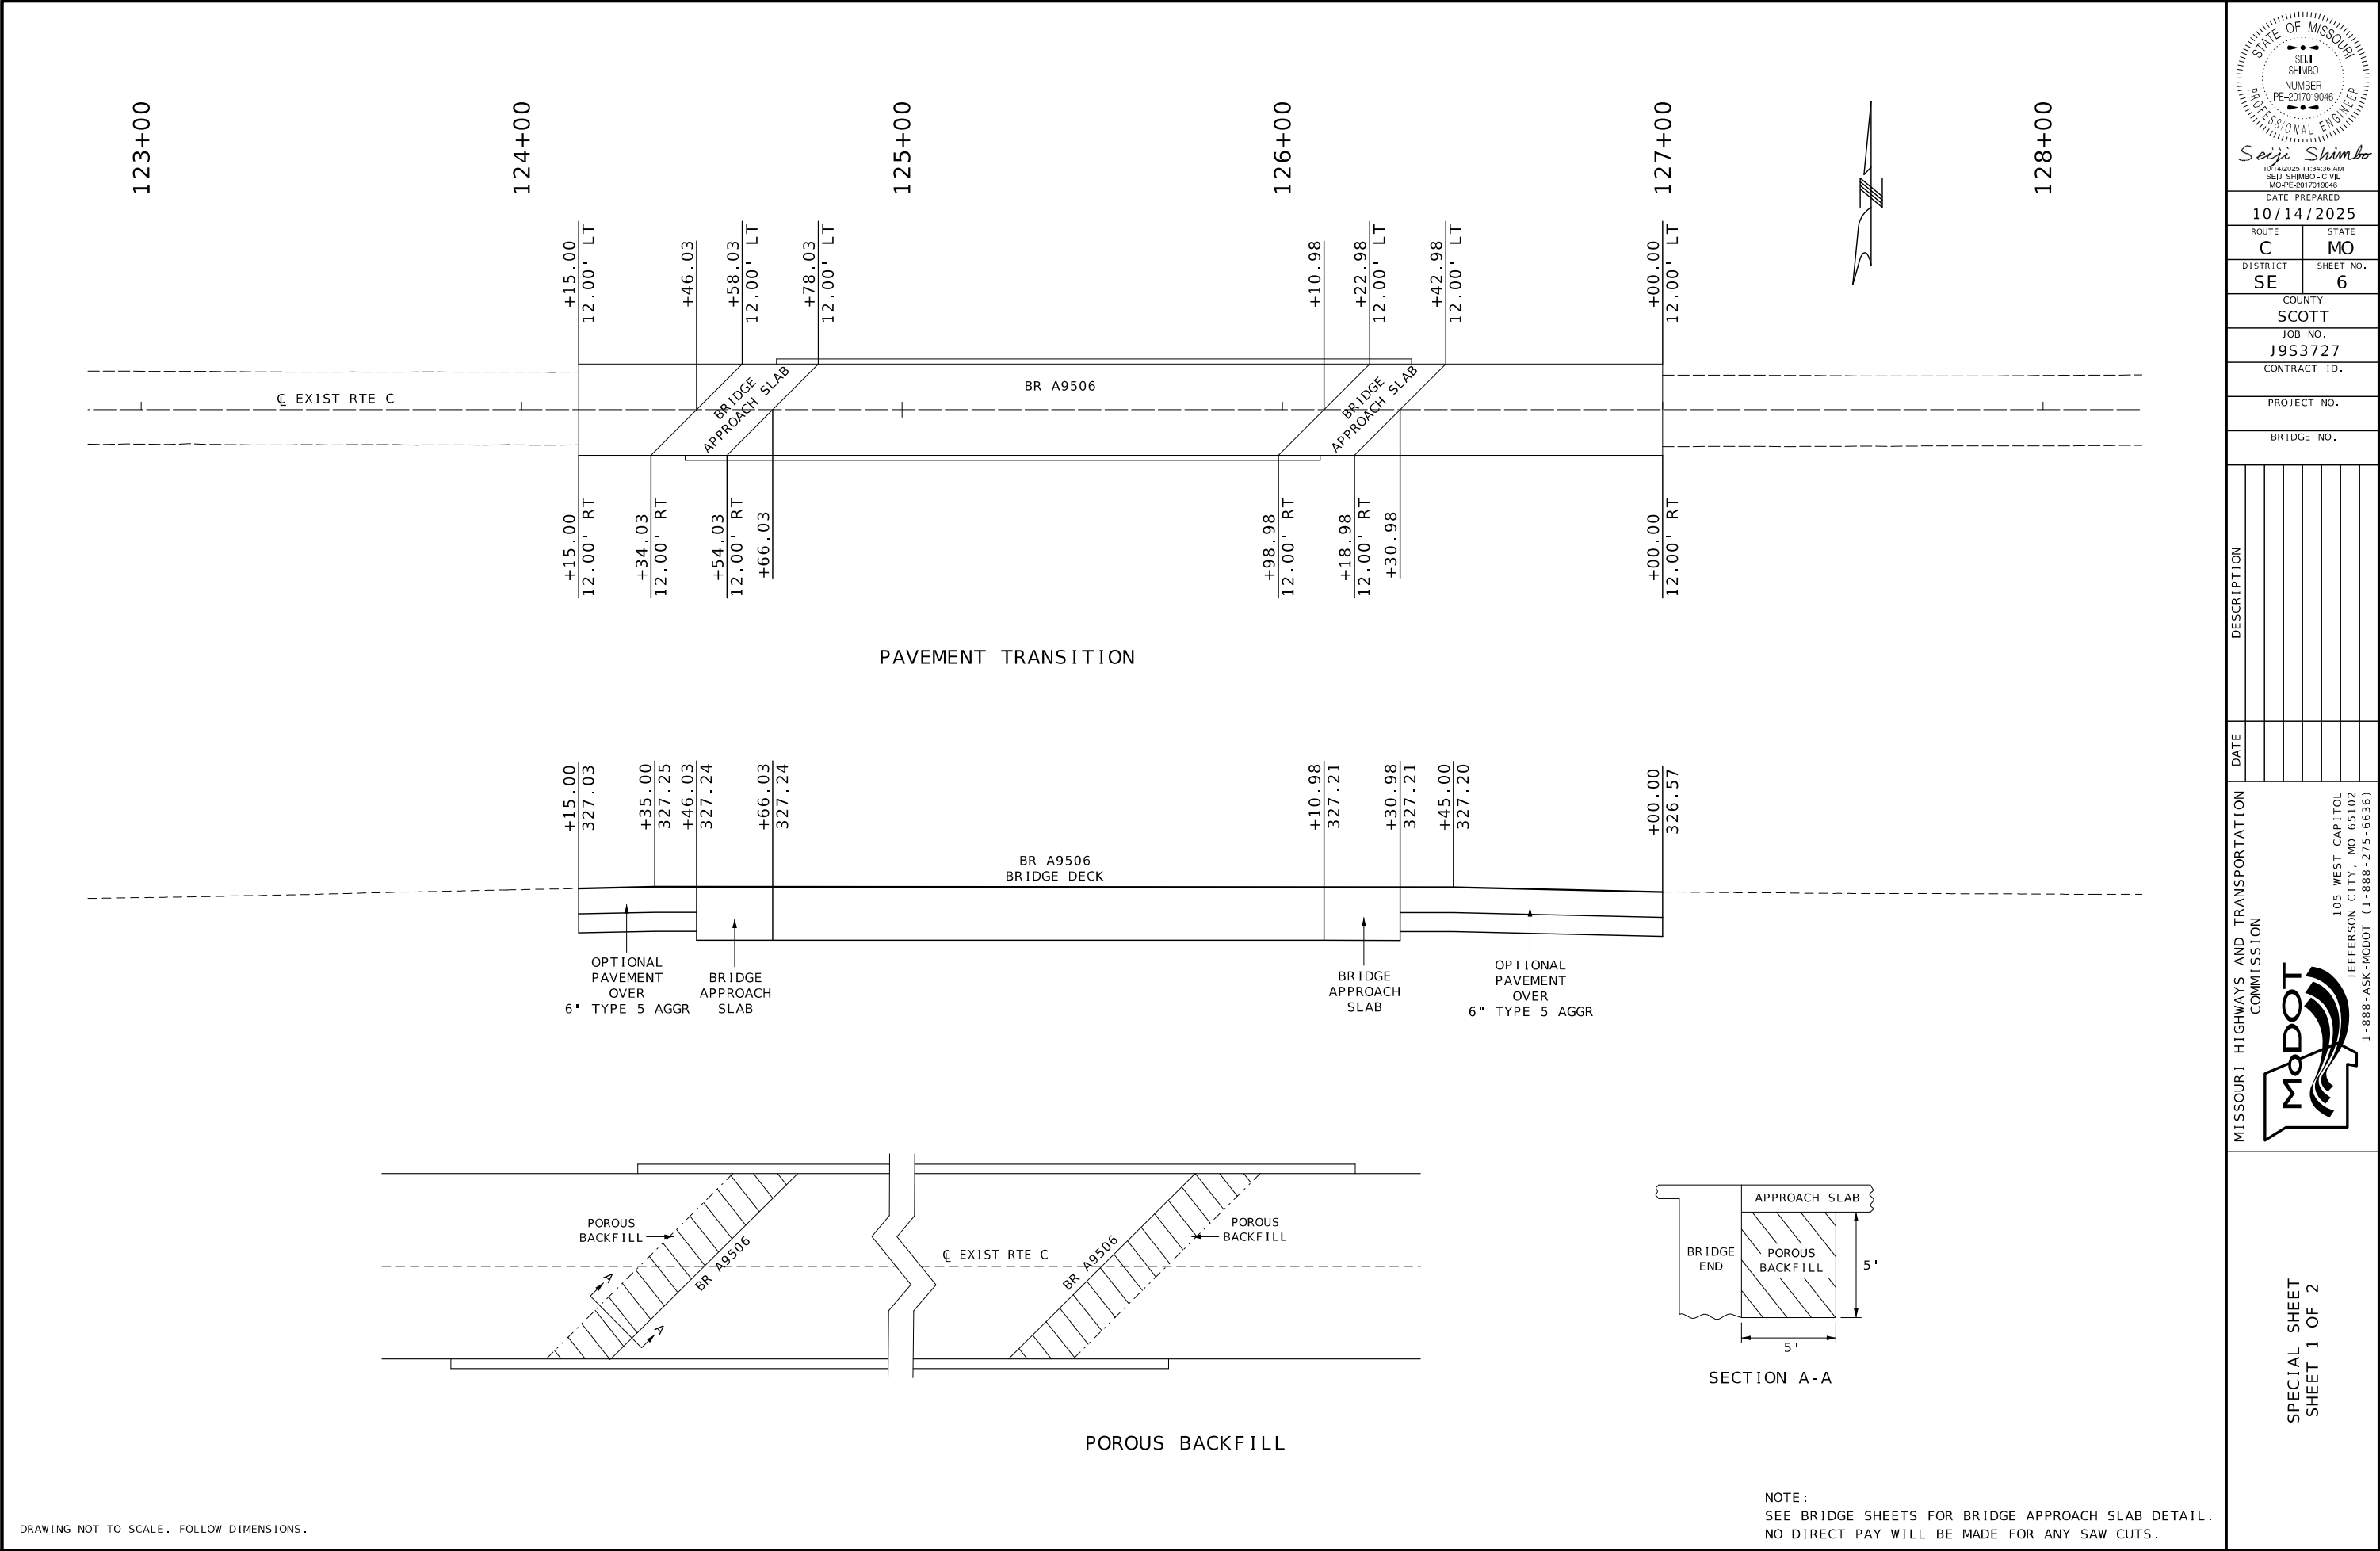 123+00
124+00
125+00
126+00
127+00
128+00
+15.00
12.00' LT
+46.03
+58.03
12.00' LT
+78.03
12.00' LT
+10.98
+22.98
12.00' LT
+42.98
12.00' LT
+00.00
12.00' LT
℄ EXIST RTE C
BRIDGE
APPROACH SLAB
BR A9506
BRIDGE
APPROACH SLAB
+15.00
12.00' RT
+34.03
12.00' RT
+54.03
12.00' RT
+66.03
+98.98
12.00' RT
+18.98
12.00' RT
+30.98
+00.00
12.00' RT
PAVEMENT TRANSITION
+15.00
327.03
+35.00
327.25
+46.03
327.24
+66.03
327.24
+10.98
327.21
+30.98
327.21
+45.00
327.20
+00.00
326.57
BR A9506
BRIDGE DECK
OPTIONAL
PAVEMENT
OVER
6" TYPE 5 AGGR
BRIDGE
APPROACH
SLAB
BRIDGE
APPROACH
SLAB
OPTIONAL
PAVEMENT
OVER
6" TYPE 5 AGGR
POROUS
BACKFILL
BR A9506
A
A
℄ EXIST RTE C
BR A9506
POROUS
BACKFILL
APPROACH SLAB
BRIDGE
END
POROUS
BACKFILL
5'
5'
SECTION A-A
POROUS BACKFILL
NOTE:
SEE BRIDGE SHEETS FOR BRIDGE APPROACH SLAB DETAIL.
NO DIRECT PAY WILL BE MADE FOR ANY SAW CUTS.
DRAWING NOT TO SCALE. FOLLOW DIMENSIONS.
STATE OF MISSOURI
SEIJI
SHIMBO
NUMBER
PE-2017019046
PROFESSIONAL ENGINEER
Seiji Shimbo
10/14/2025 11:34:36 AM
SEIJI SHIMBO - CIVIL
MO-PE-2017019046
DATE PREPARED
10/14/2025
ROUTE
C
STATE
MO
DISTRICT
SE
SHEET NO.
6
COUNTY
SCOTT
JOB NO.
J9S3727
CONTRACT ID.
PROJECT NO.
BRIDGE NO.
DESCRIPTION
DATE
MISSOURI HIGHWAYS AND TRANSPORTATION
COMMISSION
MoDOT
105 WEST CAPITOL
JEFFERSON CITY, MO 65102
1-888-ASK-MODOT (1-888-275-6636)
SPECIAL SHEET
SHEET 1 OF 2